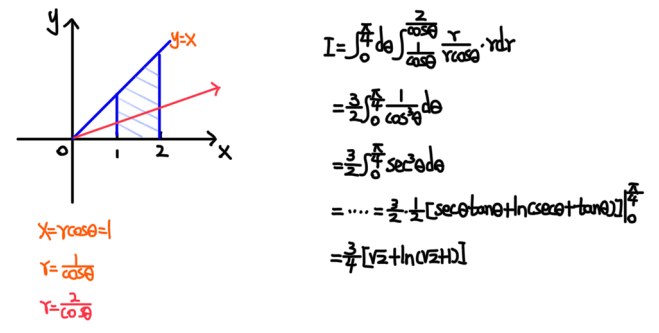 y
y=x
0 1 2 x
x=rcosθ=1
r=1/cosθ
r=2/cosθ
I=∫₀^(π/4) dθ ∫_(1/cosθ)^(2/cosθ) r/(rcosθ)·rdr
=3/2 ∫₀^(π/4) 1/cos³θ dθ
=3/2 ∫₀^(π/4) sec³θdθ
=····=3/2·1/2[secθtanθ+ln(secθ+tanθ)]|₀^(π/4)
=3/4[√2+ln(√2+1)]